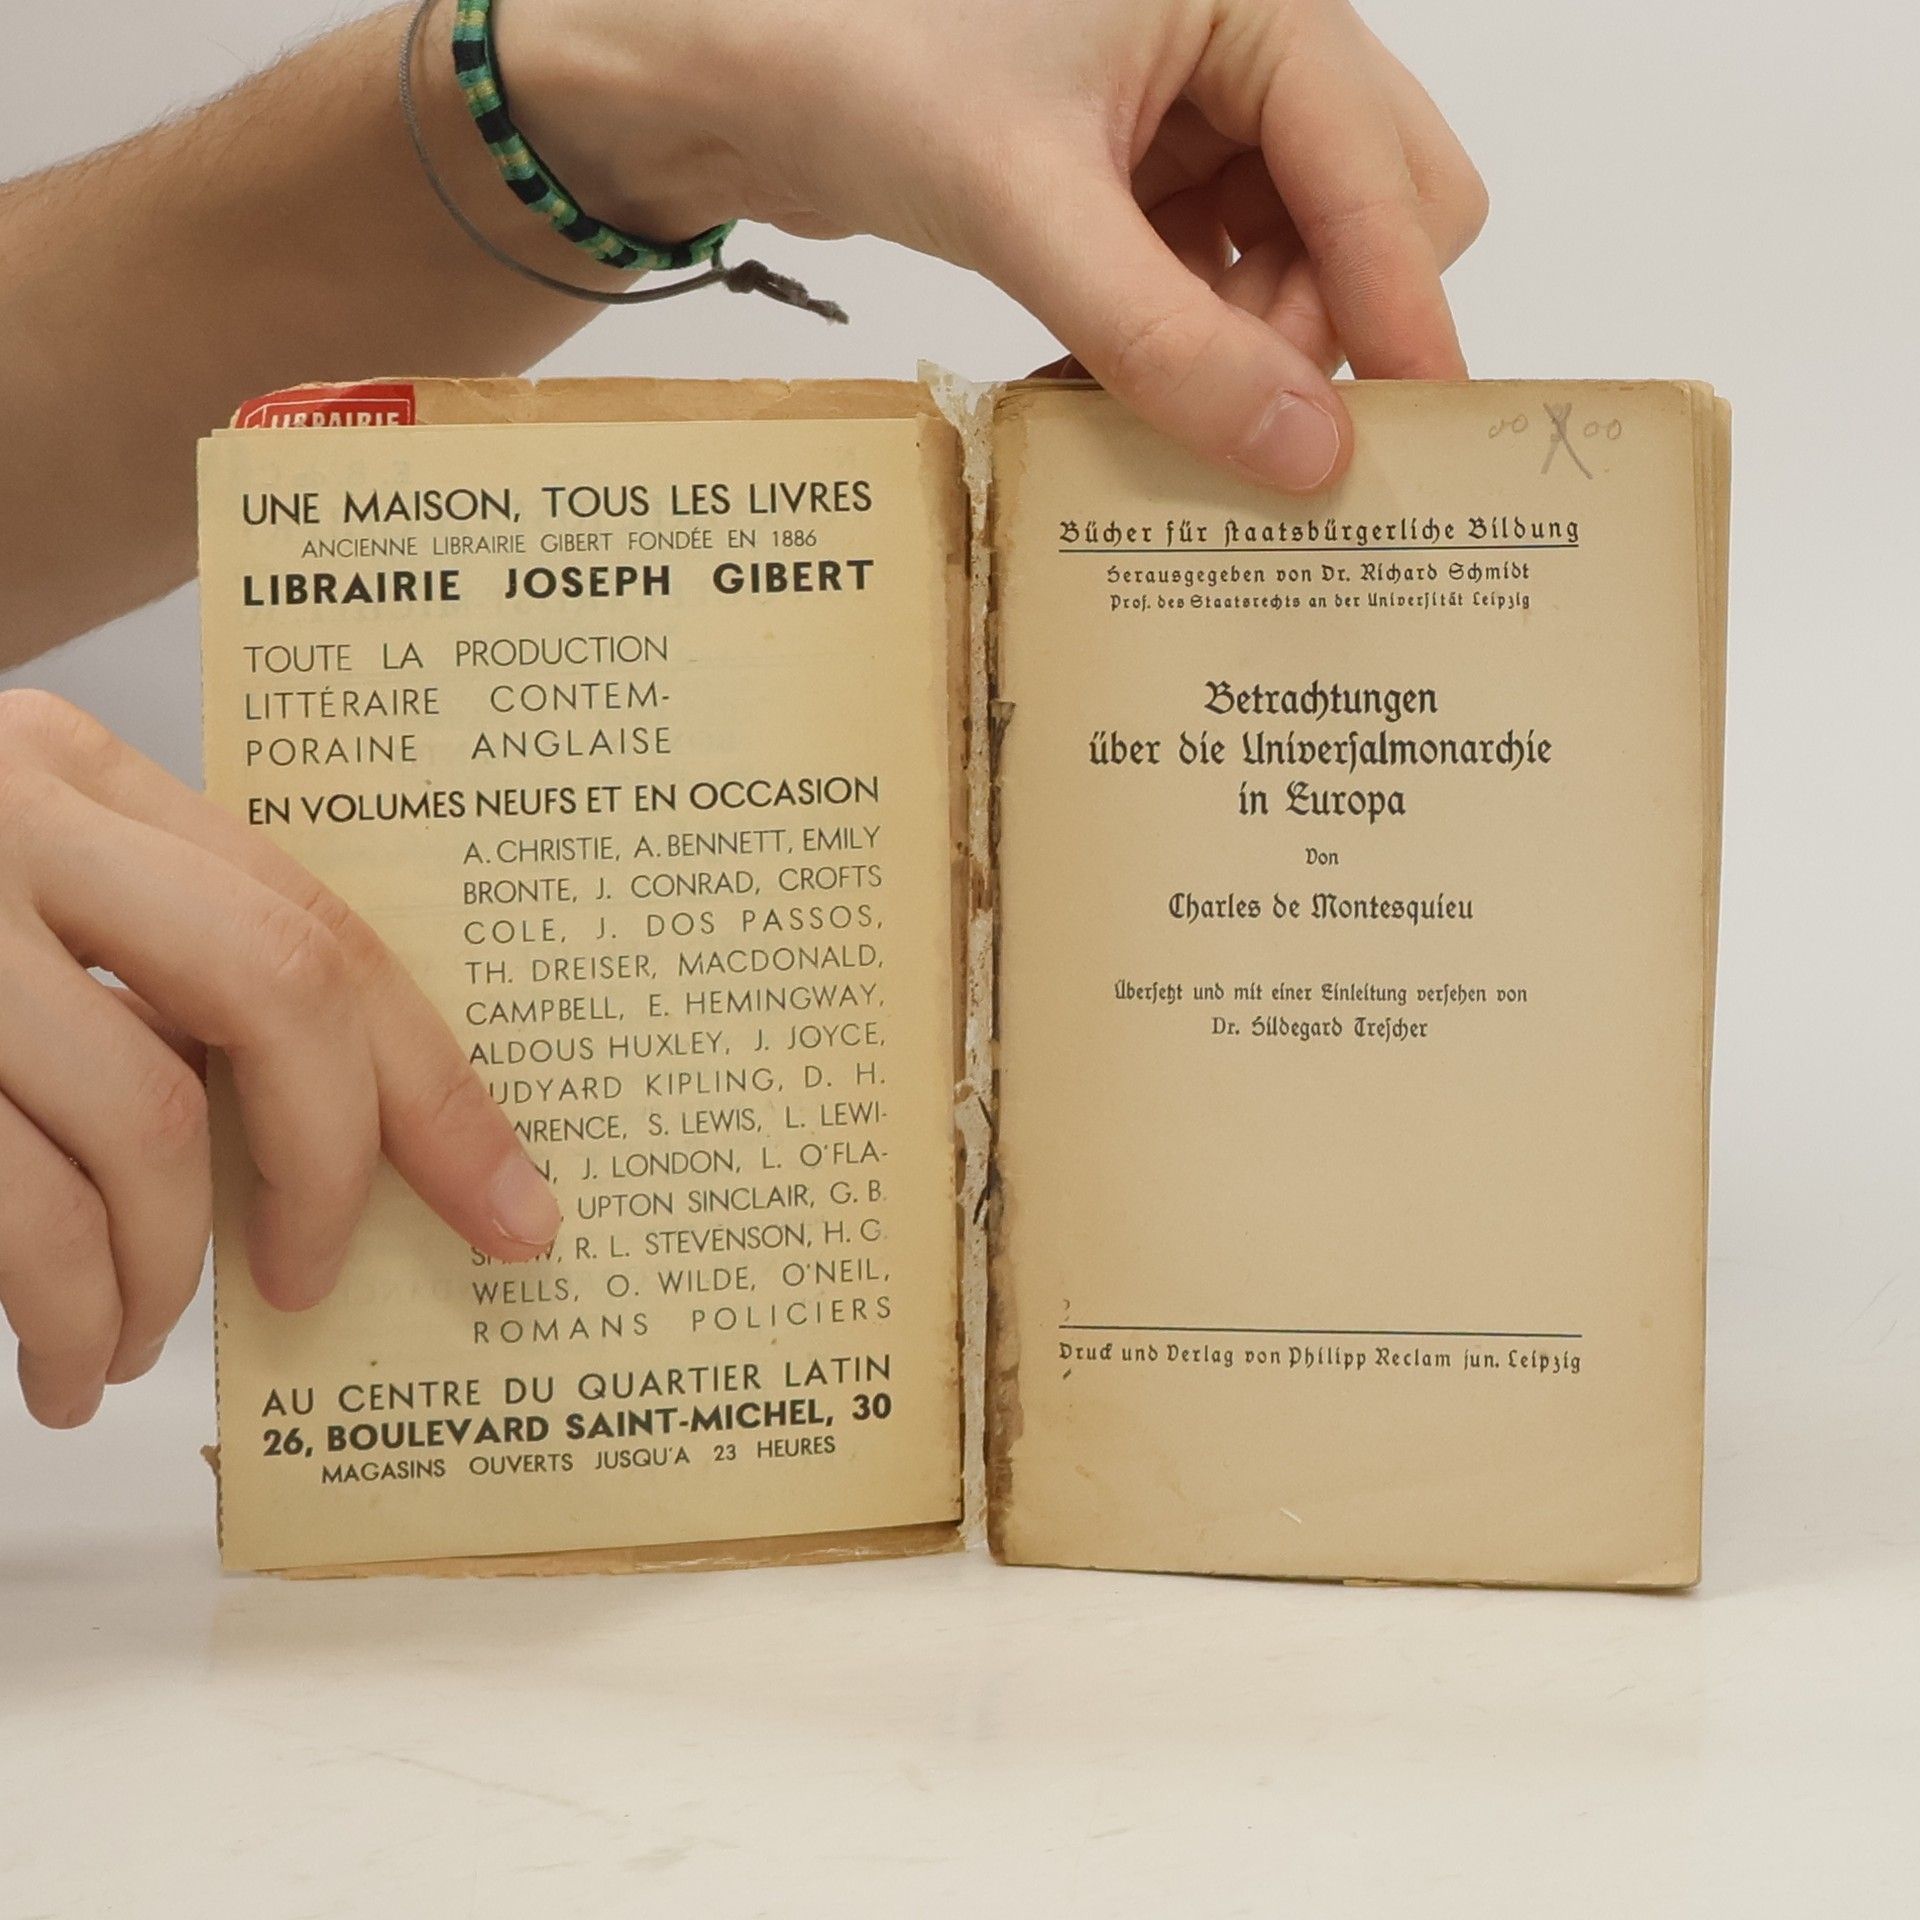 LIBRAIRIE
UNE MAISON, TOUS LES LIVRES
ANCIENNE LIBRAIRIE GIBERT FONDÉE EN 1886
LIBRAIRIE JOSEPH GIBERT
TOUTE LA PRODUCTION
LITTÉRAIRE CONTEM-
PORAINE ANGLAISE
EN VOLUMES NEUFS ET EN OCCASION
A. CHRISTIE, A. BENNETT, EMILY
BRONTE, J. CONRAD, CROFTS
COLE, J. DOS PASSOS,
TH. DREISER, MACDONALD,
CAMPBELL, E. HEMINGWAY,
ALDOUS HUXLEY, J. JOYCE,
UDYARD KIPLING, D. H.
WRENCE, S. LEWIS, L. LEWI-
N, J. LONDON, L. O'FLA-
, UPTON SINCLAIR, G. B.
SHAW, R. L. STEVENSON, H. G.
WELLS, O. WILDE, O'NEIL,
ROMANS POLICIERS
AU CENTRE DU QUARTIER LATIN
26, BOULEVARD SAINT-MICHEL, 30
MAGASINS OUVERTS JUSQU'A 23 HEURES
Bücher für ſtaatsbürgerliche Bildung
Herausgegeben von Dr. Richard Schmidt
Prof. des Staatsrechts an der Univerſität Leipzig
Betrachtungen
über die Univerſalmonarchie
in Europa
Von
Charles de Montesquieu
Überſetzt und mit einer Einleitung verſehen von
Dr. Hildegard Treſcher
Druck und Verlag von Philipp Reclam jun. Leipzig